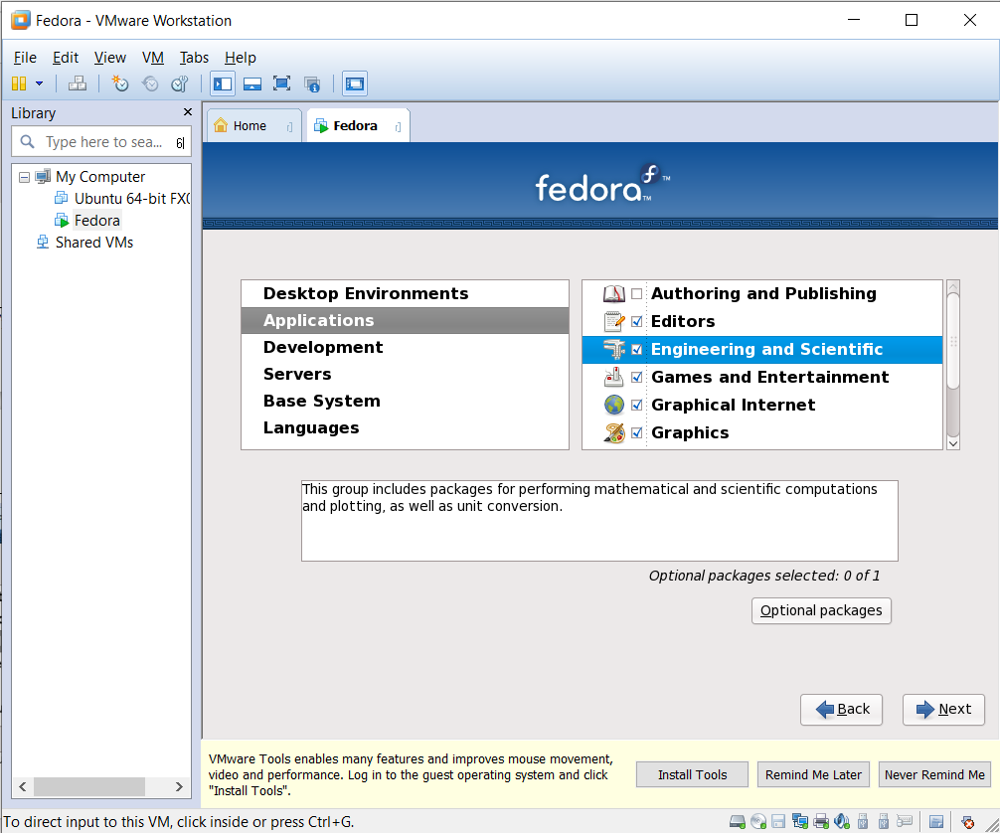 Fedora - VMware Workstation
File Edit View VM Tabs Help
Library
Type here to sea...
My Computer
Ubuntu 64-bit FX
Fedora
Shared VMs
Home
Fedora
fedora™
™
Desktop Environments
Applications
Development
Servers
Base System
Languages
Authoring and Publishing
Editors
Engineering and Scientific
Games and Entertainment
Graphical Internet
Graphics
This group includes packages for performing mathematical and scientific computations
and plotting, as well as unit conversion.
Optional packages selected: 0 of 1
Optional packages
Back
Next
VMware Tools enables many features and improves mouse movement,
video and performance. Log in to the guest operating system and click
"Install Tools".
Install Tools
Remind Me Later
Never Remind Me
To direct input to this VM, click inside or press Ctrl+G.